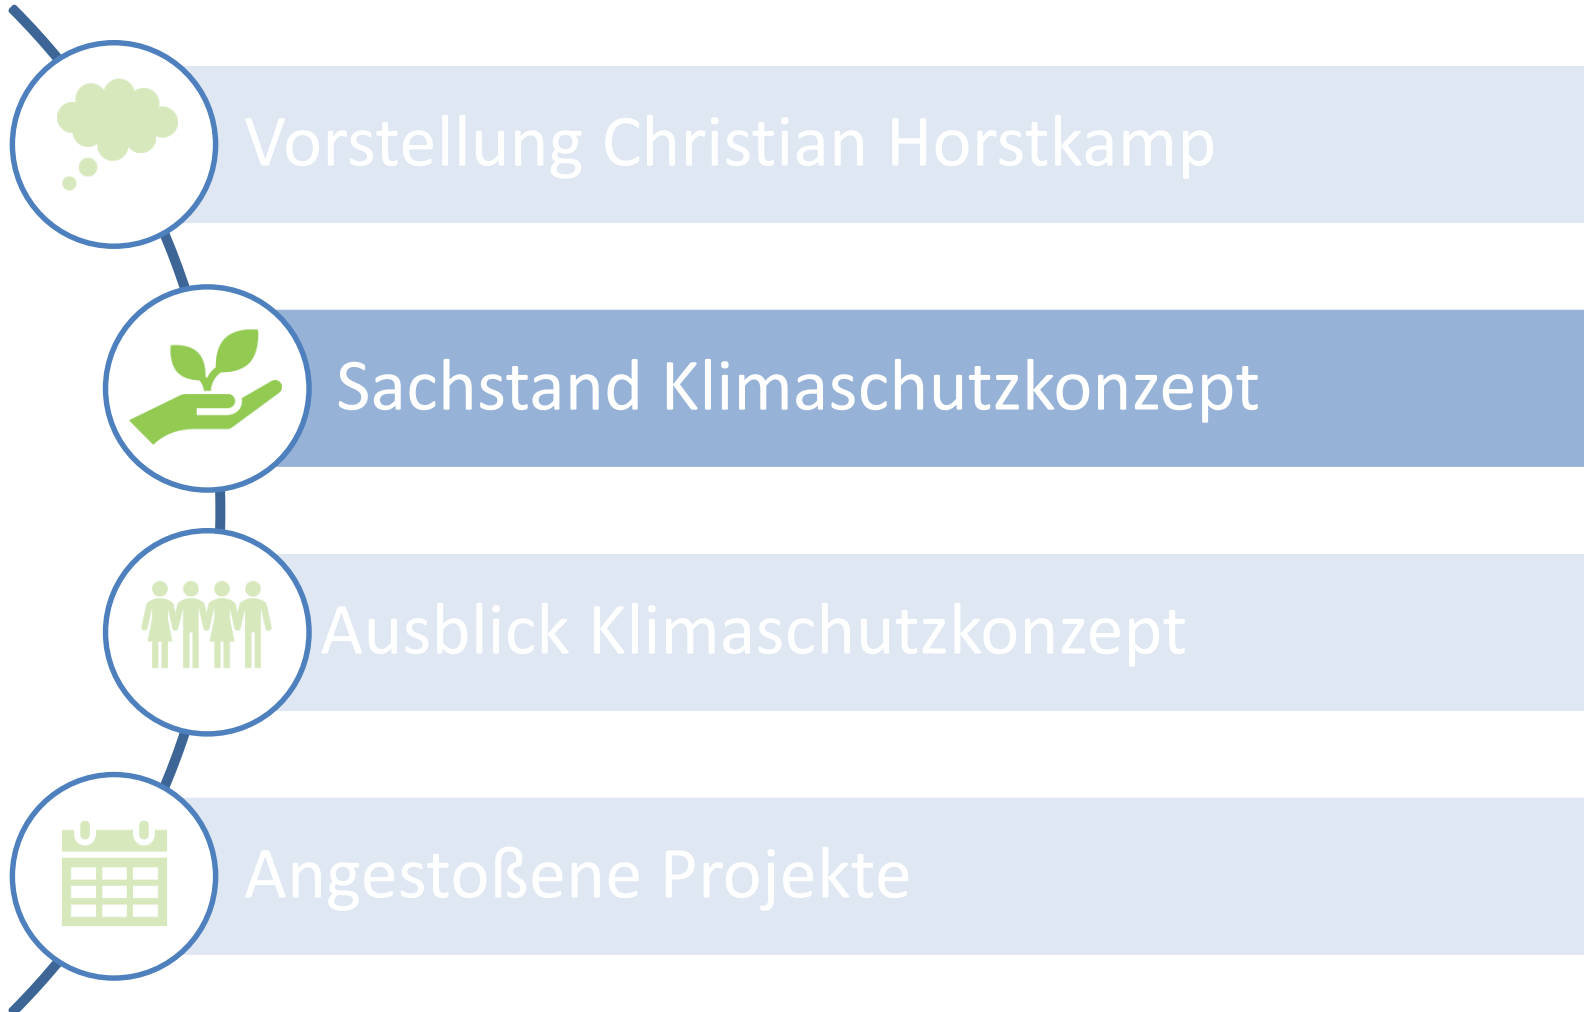 Vorstellung Christian Horstkamp
Sachstand Klimaschutzkonzept
Ausblick Klimaschutzkonzept
Angestoßene Projekte